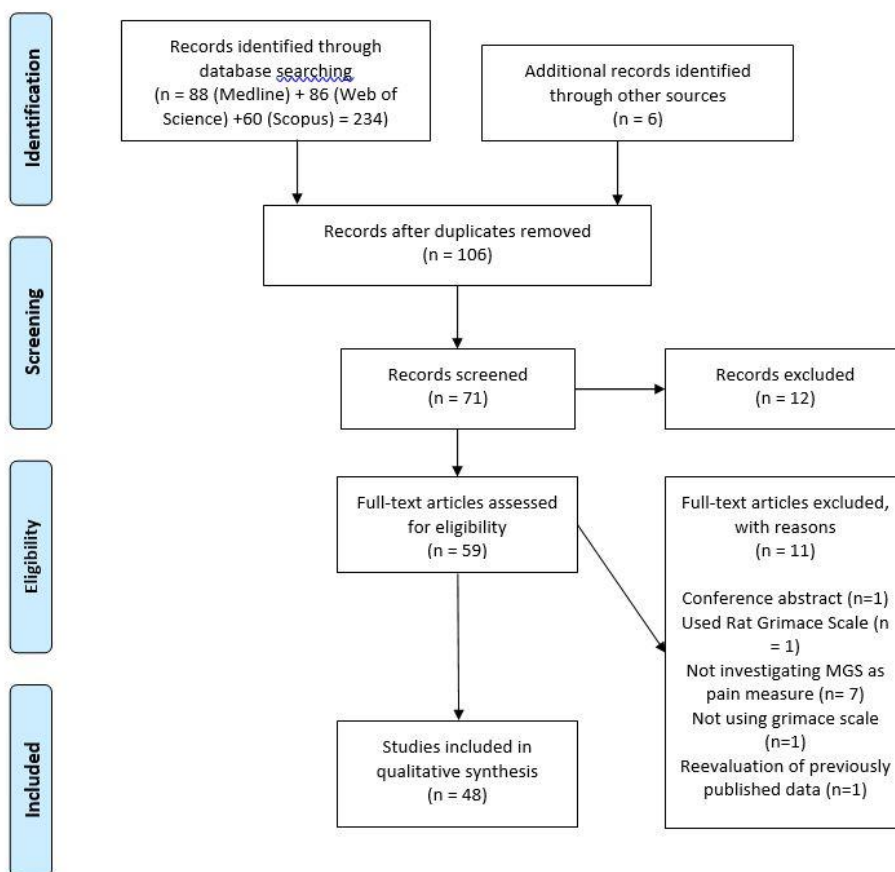 Identification
Records identified through
database searching
(n = 88 (Medline) + 86 (Web of
Science) +60 (Scopus) = 234)
Additional records identified
through other sources
(n = 6)
Records after duplicates removed
(n = 106)
Screening
Records screened
(n = 71)
Records excluded
(n = 12)
Eligibility
Full-text articles assessed
for eligibility
(n = 59)
Full-text articles excluded,
with reasons
(n = 11)
Conference abstract (n=1)
Used Rat Grimace Scale (n
= 1)
Not investigating MGS as
pain measure (n= 7)
Not using grimace scale
(n=1)
Reevaluation of previously
published data (n=1)
Included
Studies included in
qualitative synthesis
(n = 48)